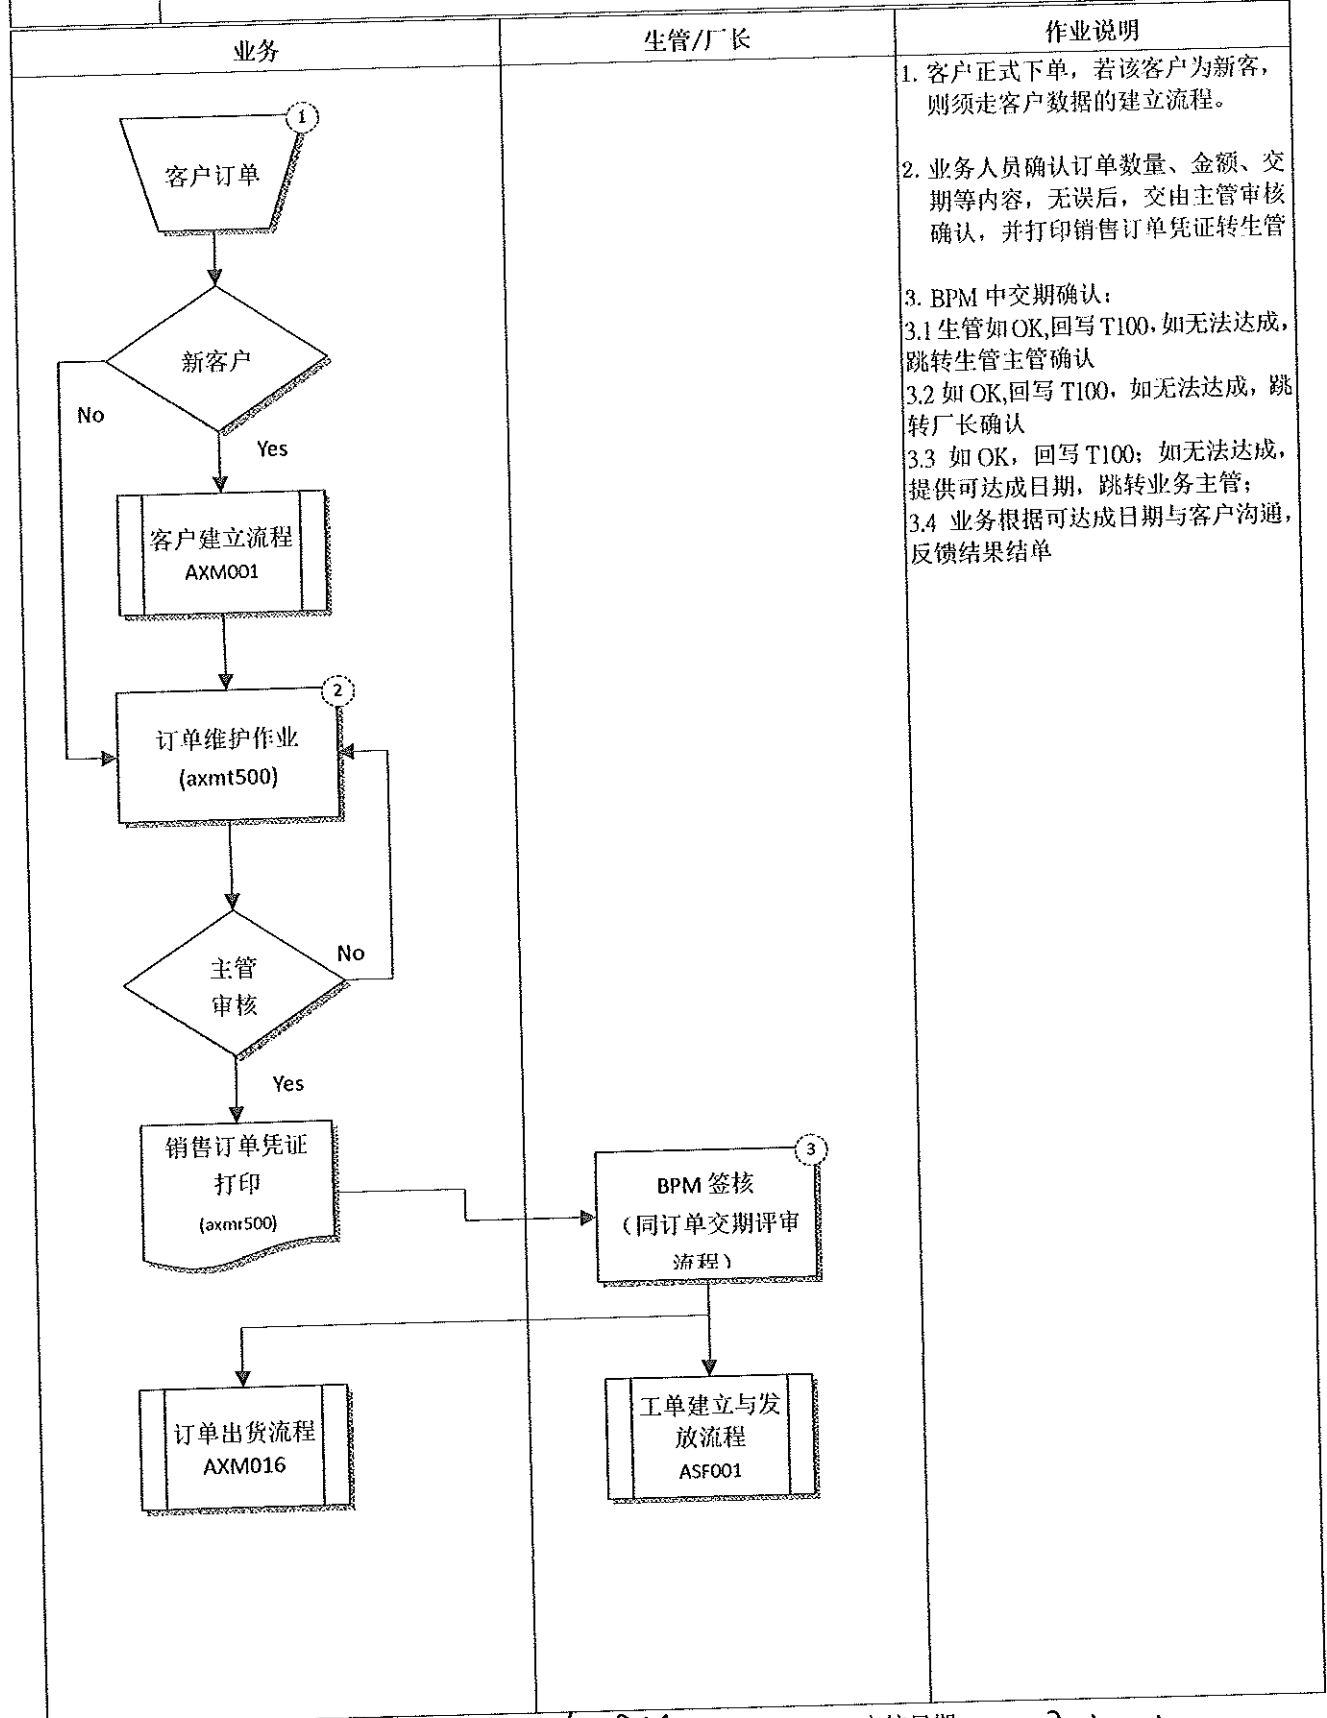 业务
生管/厂长
作业说明
1
客户订单
新客户
No
Yes
客户建立流程
AXM001
2
订单维护作业
(axmt500)
主管
审核
No
Yes
销售订单凭证
打印
(axmr500)
3
BPM 签核
（同订单交期评审
流程）
订单出货流程
AXM016
工单建立与发
放流程
ASF001
1. 客户正式下单，若该客户为新客，
则须走客户数据的建立流程。
2. 业务人员确认订单数量、金额、交
期等内容，无误后，交由主管审核
确认，并打印销售订单凭证转生管
3. BPM 中交期确认：
3.1 生管如 OK,回写 T100，如无法达成，
跳转生管主管确认
3.2 如 OK,回写 T100，如无法达成，跳
转厂长确认
3.3 如 OK，回写 T100；如无法达成，
提供可达成日期，跳转业务主管；
3.4 业务根据可达成日期与客户沟通，
反馈结果结单